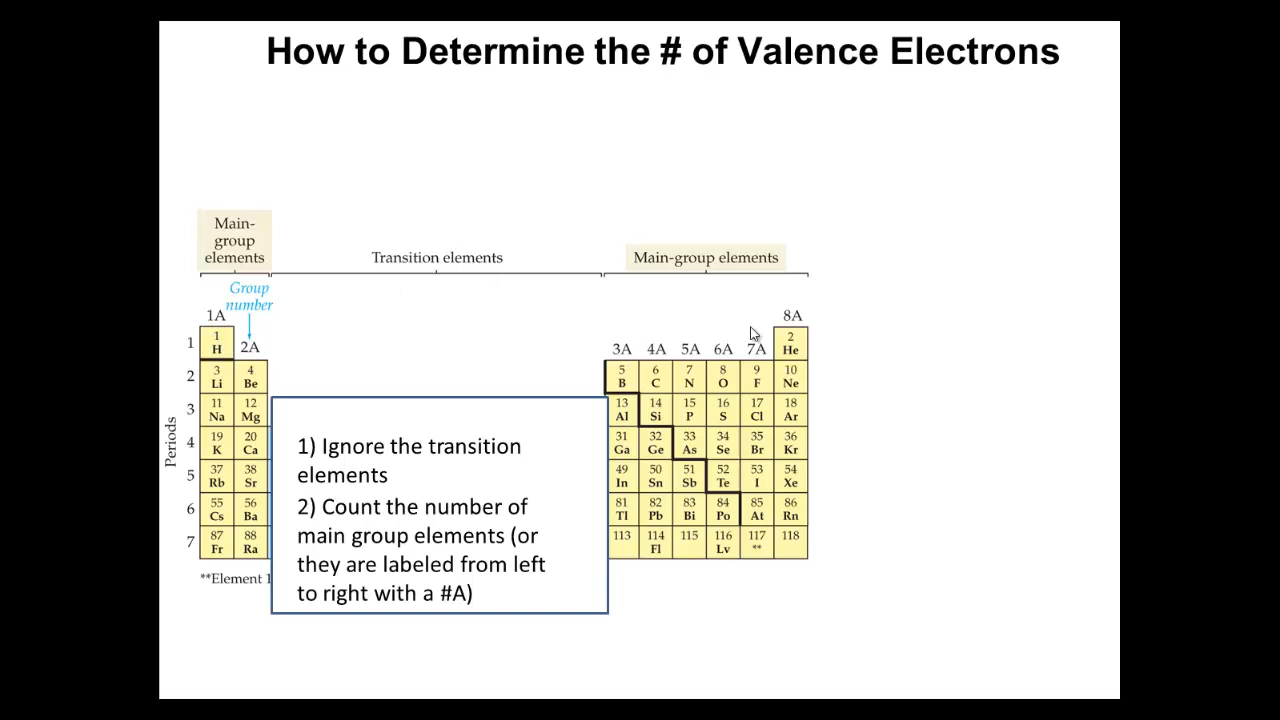 How to Determine the # of Valence Electrons
Main-
group
elements
Transition elements
Main-group elements
Group
number
1A
8A
1
1
H
2A
3A
4A
5A
6A
7A
2
He
2
3
Li
4
Be
5
B
6
C
7
N
8
O
9
F
10
Ne
3
11
Na
12
Mg
13
Al
14
Si
15
P
16
S
17
Cl
18
Ar
4
19
K
20
Ca
31
Ga
32
Ge
33
As
34
Se
35
Br
36
Kr
5
37
Rb
38
Sr
49
In
50
Sn
51
Sb
52
Te
53
I
54
Xe
6
55
Cs
56
Ba
81
Tl
82
Pb
83
Bi
84
Po
85
At
86
Rn
7
87
Fr
88
Ra
113
114
Fl
115
116
Lv
117
**
118
Periods
**Element 1
1) Ignore the transition
elements
2) Count the number of
main group elements (or
they are labeled from left
to right with a #A)